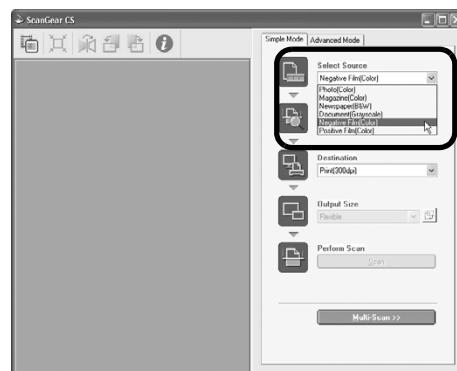 ScanGear CS
Simple Mode Advanced Mode
Select Source
Negative Film(Color)
Photo(Color)
Magazine(Color)
Newspaper(B&W)
Document(Grayscale)
Negative Film(Color)
Positive Film(Color)
Destination
Print(300dpi)
Output Size
Flexible
Perform Scan
Scan
Multi-Scan >>